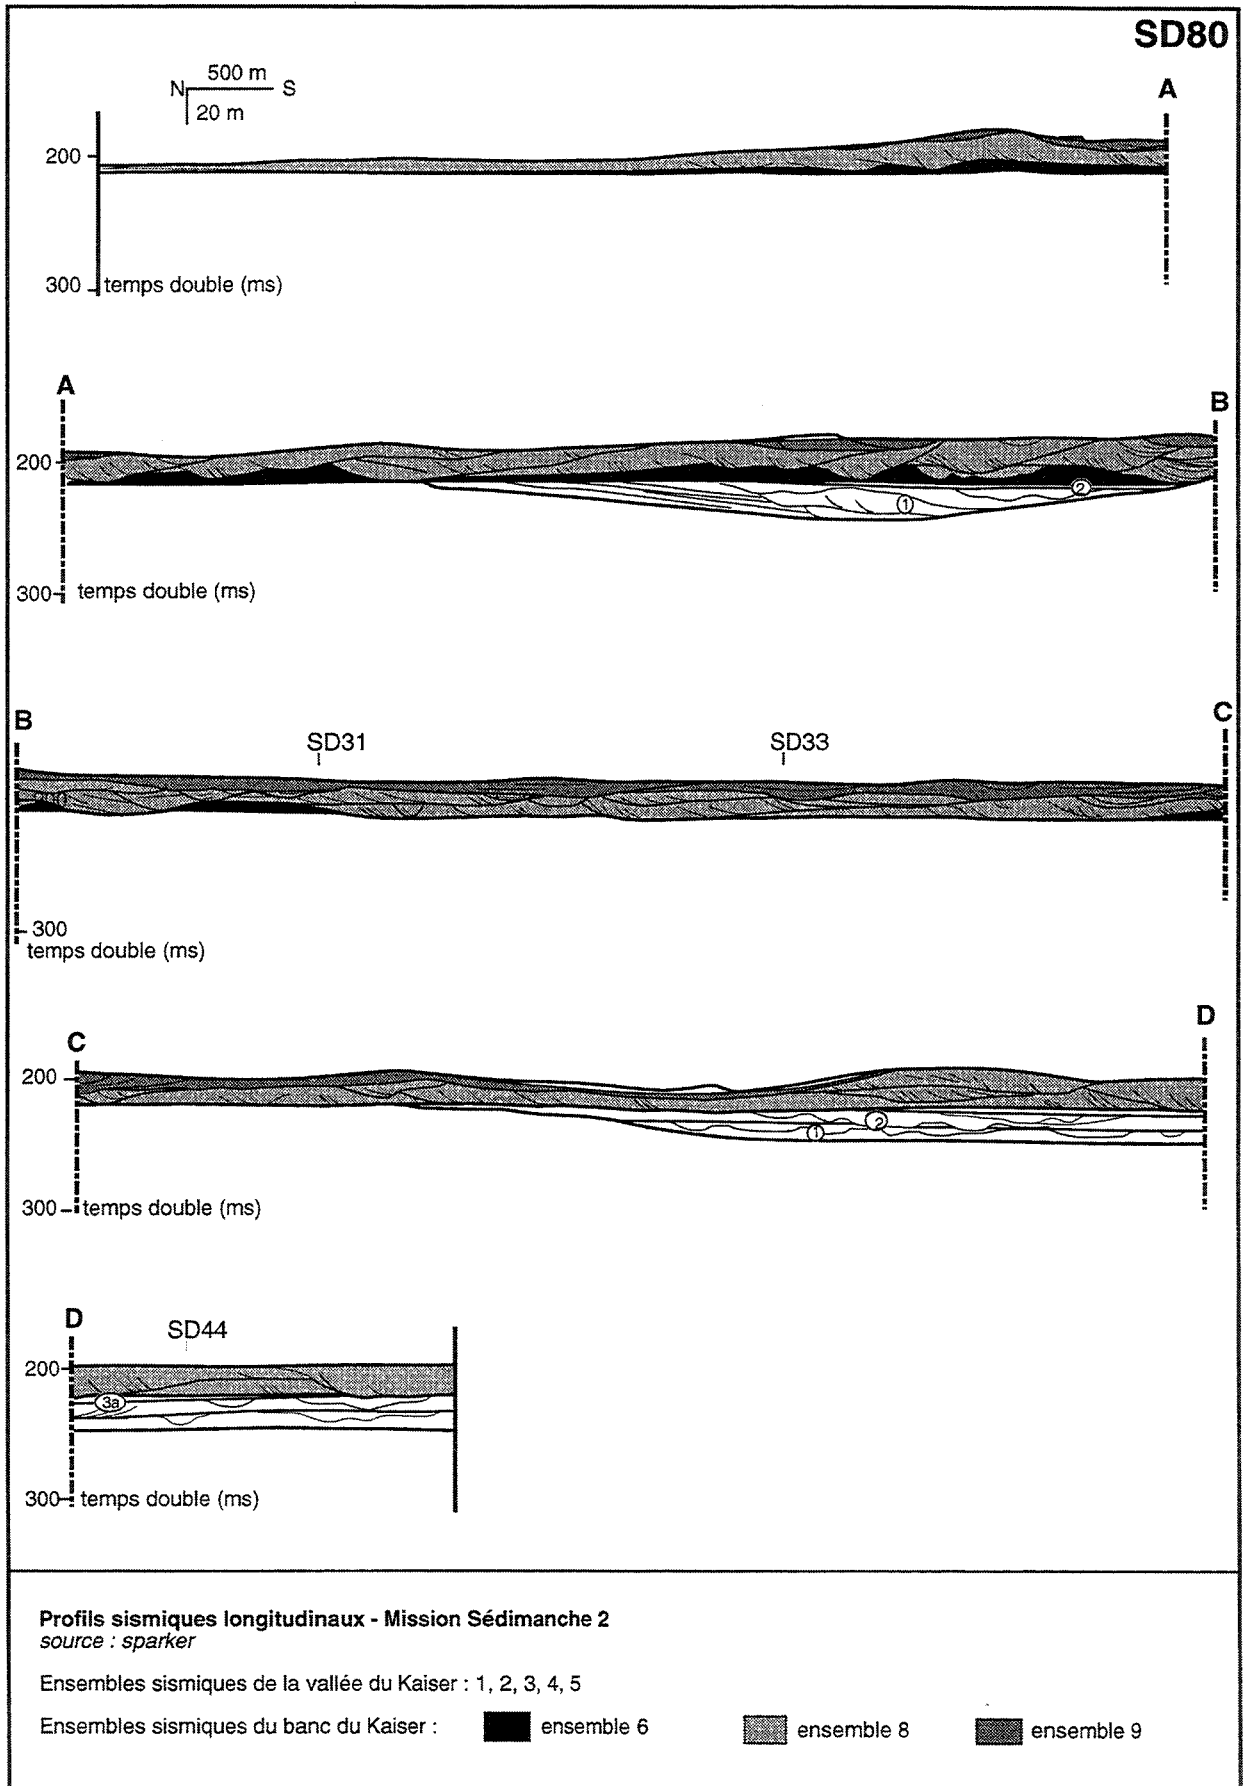 SD80
500 m
N S
20 m
A
200
300 temps double (ms)
A
B
200
2
1
300 temps double (ms)
B
C
SD31 SD33
200
300
temps double (ms)
C
D
200
2
1
300 temps double (ms)
D
SD44
200
3a
300 temps double (ms)
Profils sismiques longitudinaux - Mission Sédimanche 2
source : sparker
Ensembles sismiques de la vallée du Kaiser : 1, 2, 3, 4, 5
Ensembles sismiques du banc du Kaiser : ensemble 6 ensemble 8 ensemble 9